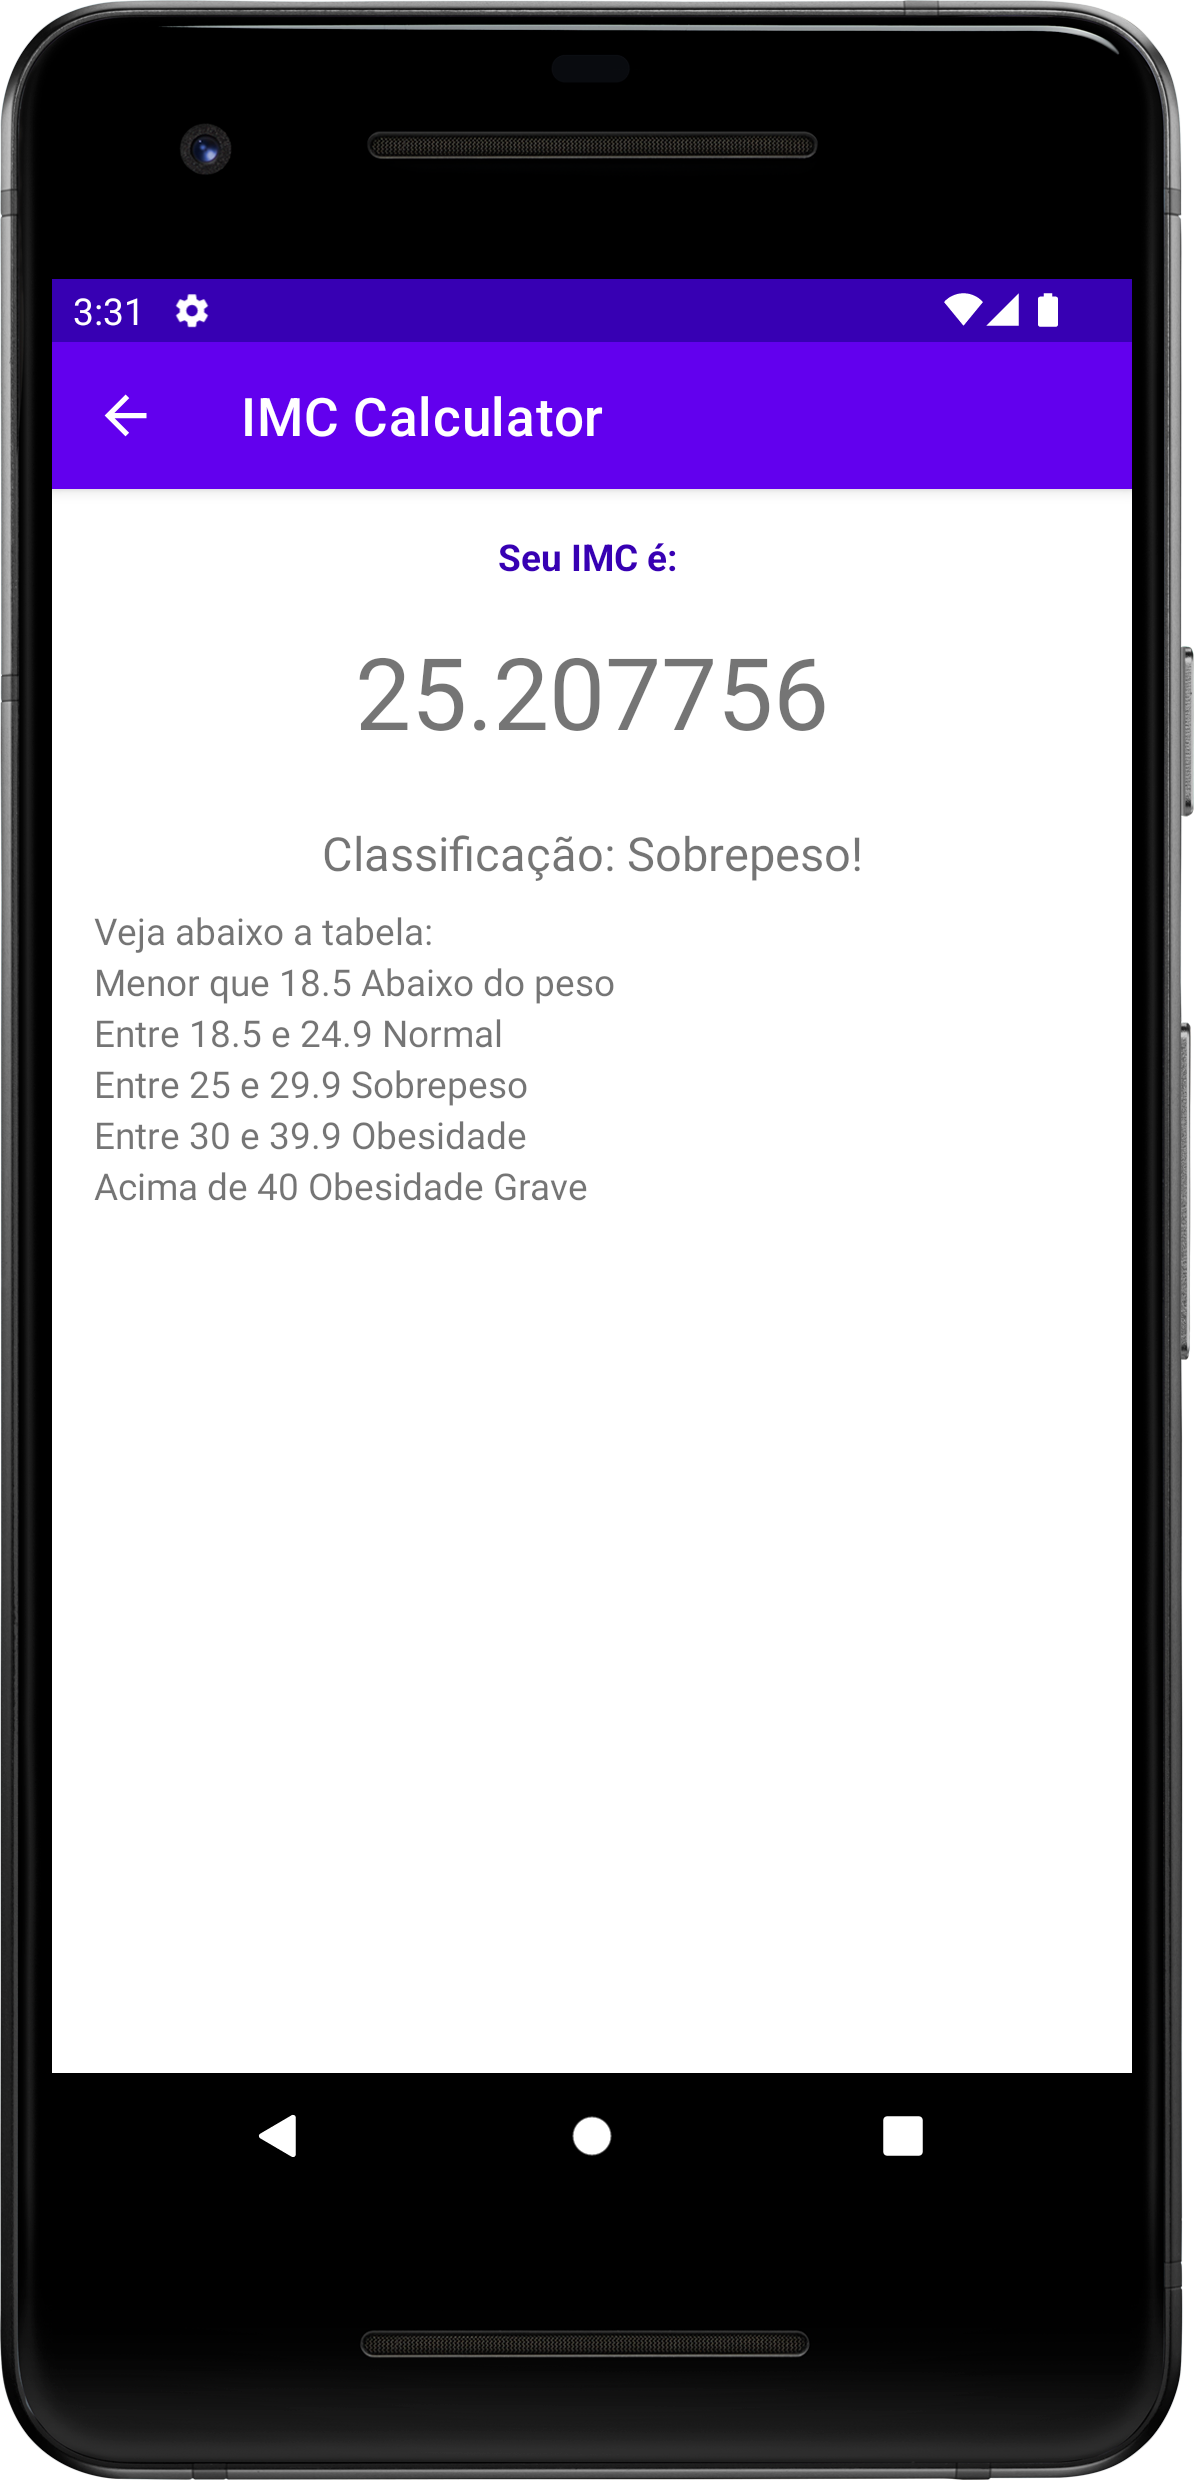 3:31
IMC Calculator
Seu IMC é:
25.207756
Classificação: Sobrepeso!
Veja abaixo a tabela:
Menor que 18.5 Abaixo do peso
Entre 18.5 e 24.9 Normal
Entre 25 e 29.9 Sobrepeso
Entre 30 e 39.9 Obesidade
Acima de 40 Obesidade Grave